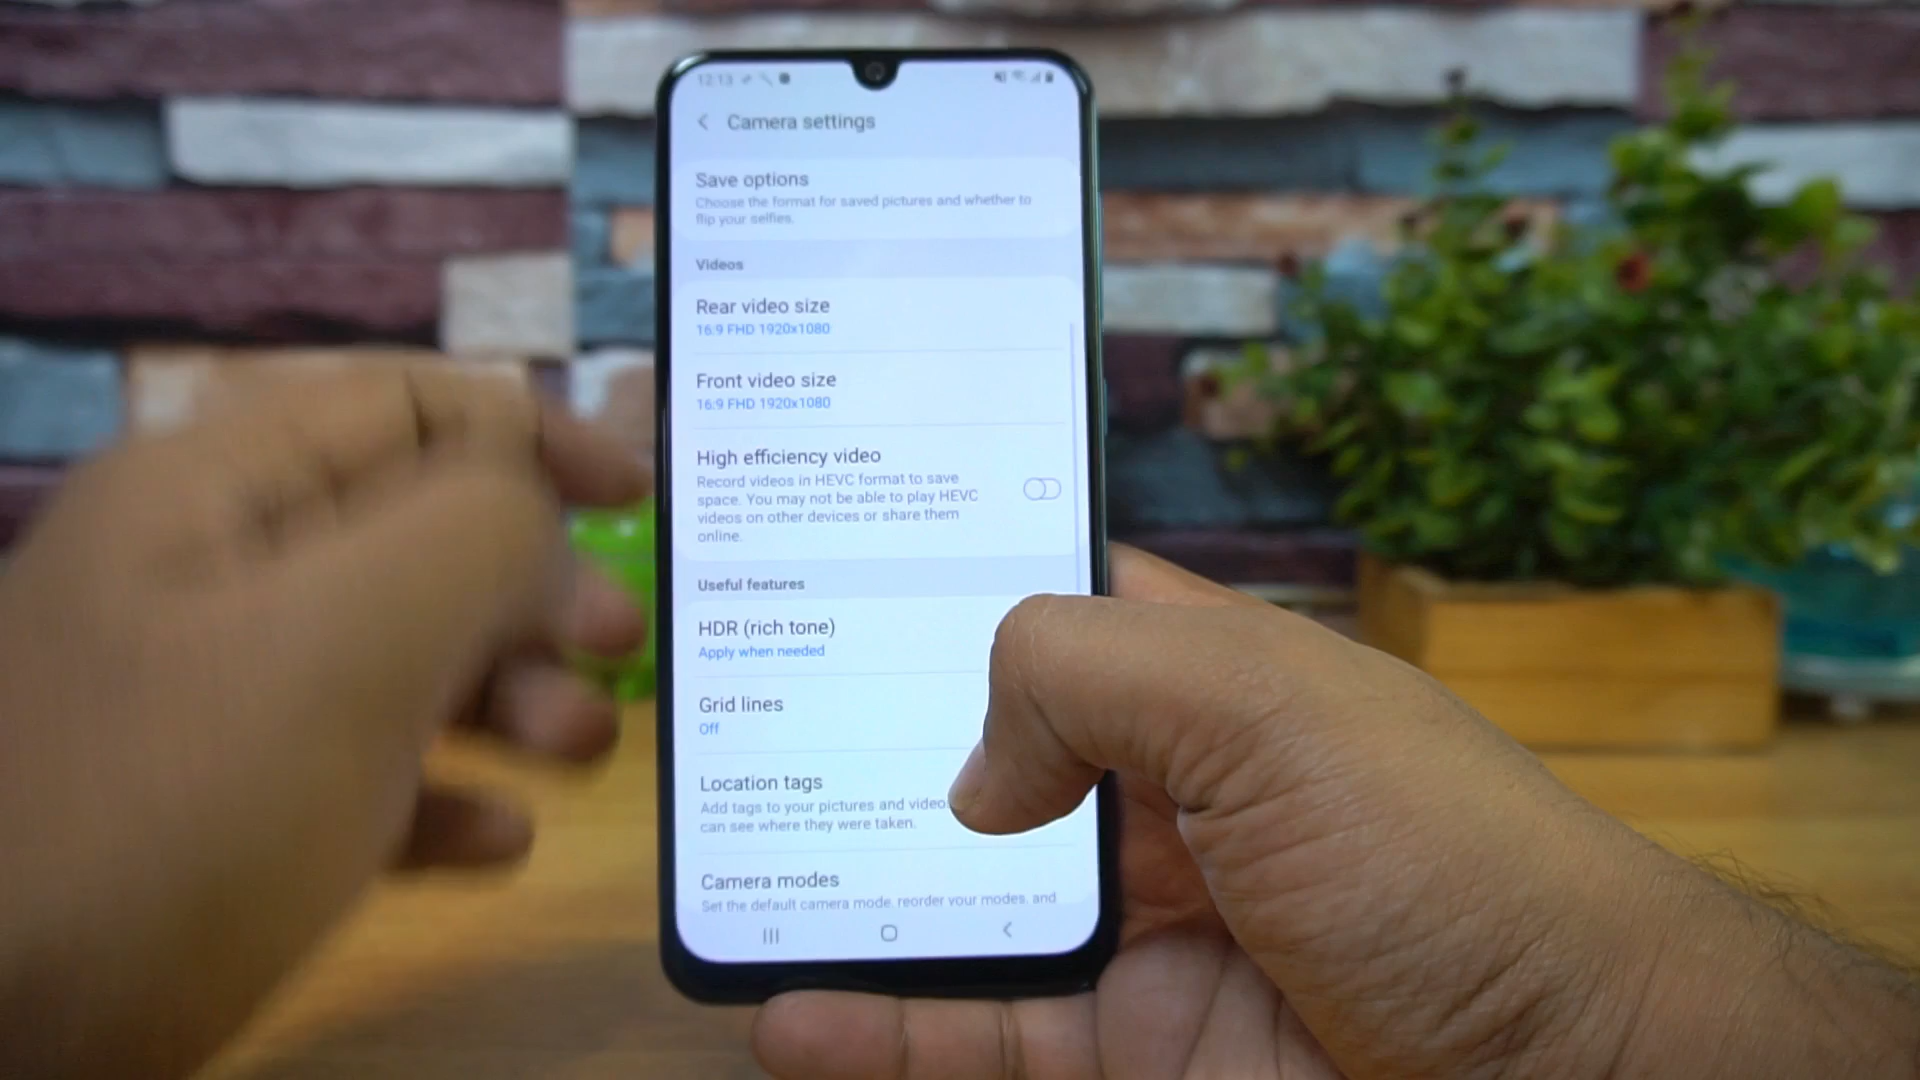 12:13
Camera settings
Save options
Choose the format for saved pictures and whether to
flip your selfies.
Videos
Rear video size
16:9 FHD 1920x1080
Front video size
16:9 FHD 1920x1080
High efficiency video
Record videos in HEVC format to save
space. You may not be able to play HEVC
videos on other devices or share them
online.
Useful features
HDR (rich tone)
Apply when needed
Grid lines
Off
Location tags
Add tags to your pictures and video
can see where they were taken.
Camera modes
Set the default camera mode, reorder your modes, and